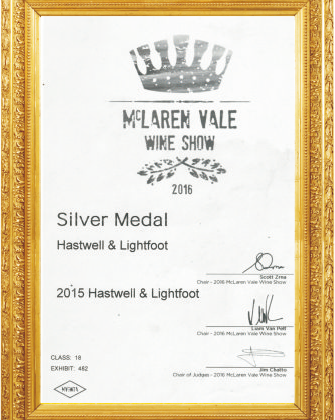 McLAREN VALE
WINE SHOW
2016
Silver Medal
Hastwell & Lightfoot
Scott Zrna
Chair - 2016 McLaren Vale Wine Show
2015 Hastwell & Lightfoot
Liam Van Pelt
Chair - 2016 McLaren Vale Wine Show
Jim Chatto
Chair of Judges - 2016 McLaren Vale Wine Show
CLASS: 18
EXHIBIT: 482